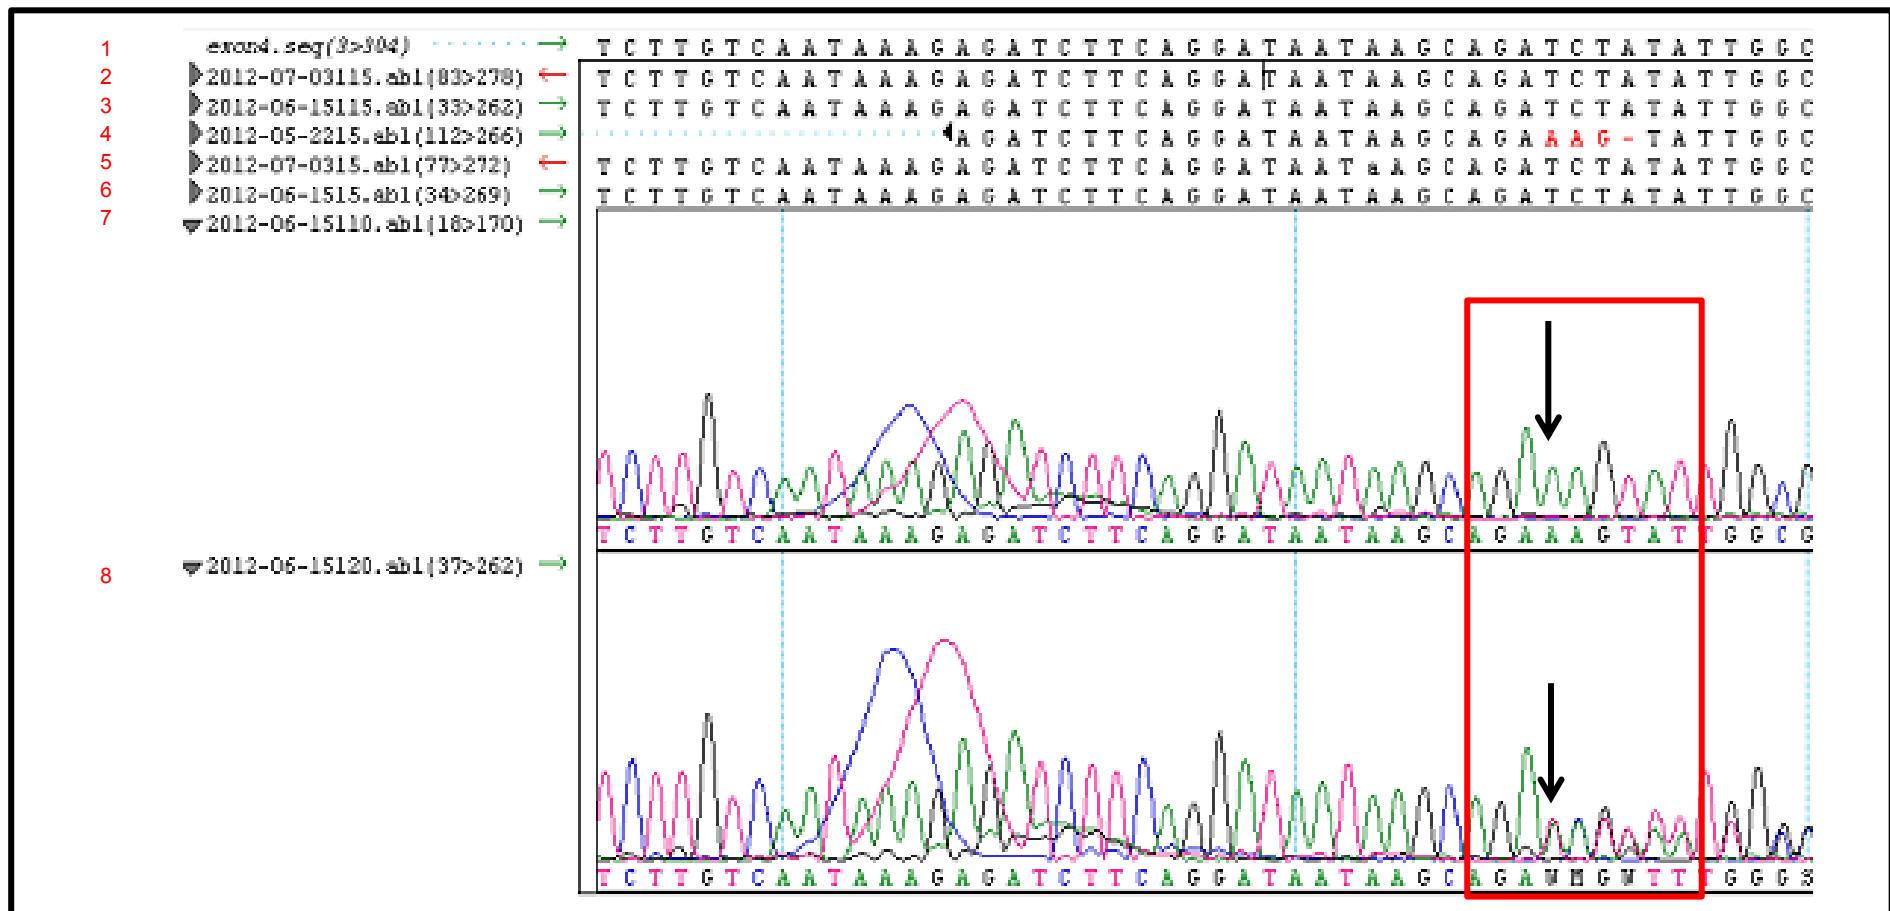 1 exon4.seq(3>304) → T C T T G T C A A T A A A G A G A T C T T C A G G A T A A T A A G C A G A T C T A T A T T G G C
2 2012-07-03115.ab1(83>278) ← T C T T G T C A A T A A A G A G A T C T T C A G G A T A A T A A G C A G A T C T A T A T T G G C
3 2012-06-15115.ab1(33>262) → T C T T G T C A A T A A A G A G A T C T T C A G G A T A A T A A G C A G A T C T A T A T T G G C
4 2012-05-2215.ab1(112>266) → A G A T C T T C A G G A T A A T A A G C A G A A A G - T A T T G G C
5 2012-07-0315.ab1(77>272) ← T C T T G T C A A T A A A G A G A T C T T C A G G A T A A T a A G C A G A T C T A T A T T G G C
6 2012-06-1515.ab1(34>269) → T C T T G T C A A T A A A G A G A T C T T C A G G A T A A T A A G C A G A T C T A T A T T G G C
7 2012-06-15110.ab1(18>170) →
T C T T G T C A A T A A A G A G A T C T T C A G G A T A A T A A G C A G A A A G T A T T G G C G
8 2012-06-15120.ab1(37>262) →
T C T T G T C A A T A A A G A G A T C T T C A G G A T A A T A A G C A G A W M G W T T T G G G S